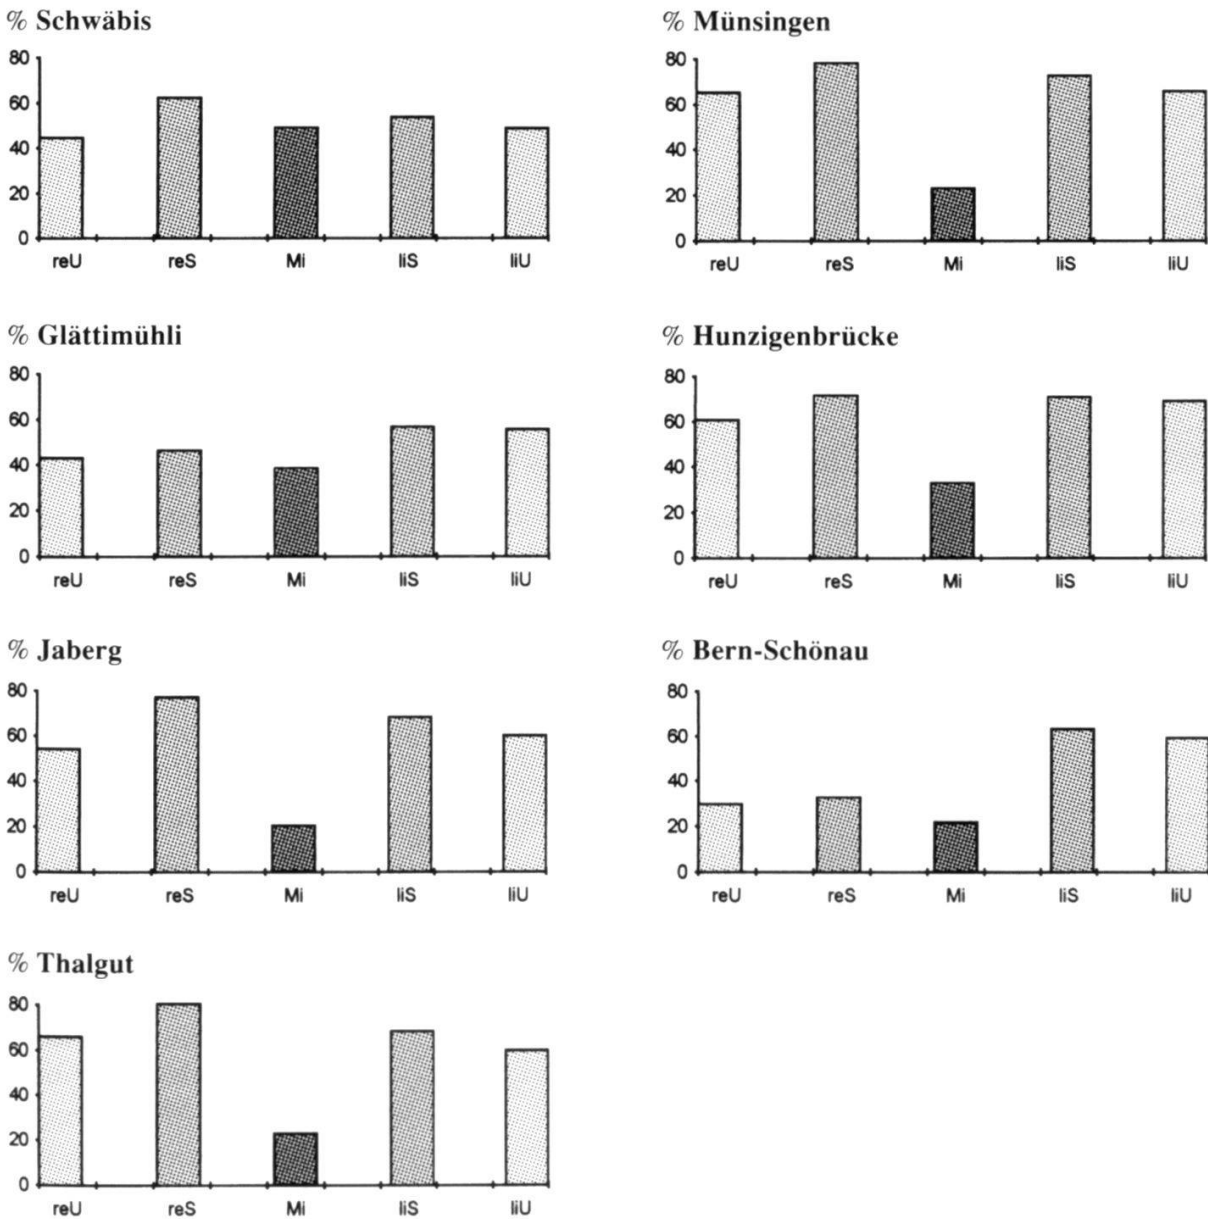 % Schwäbis
80
60
40
20
0
reU reS Mi liS liU
% Glättimühli
80
60
40
20
0
reU reS Mi liS liU
% Jaberg
80
60
40
20
0
reU reS Mi liS liU
% Thalgut
80
60
40
20
0
reU reS Mi liS liU
% Münsingen
80
60
40
20
0
reU reS Mi liS liU
% Hunzigenbrücke
80
60
40
20
0
reU reS Mi liS liU
% Bern-Schönau
80
60
40
20
0
reU reS Mi liS liU